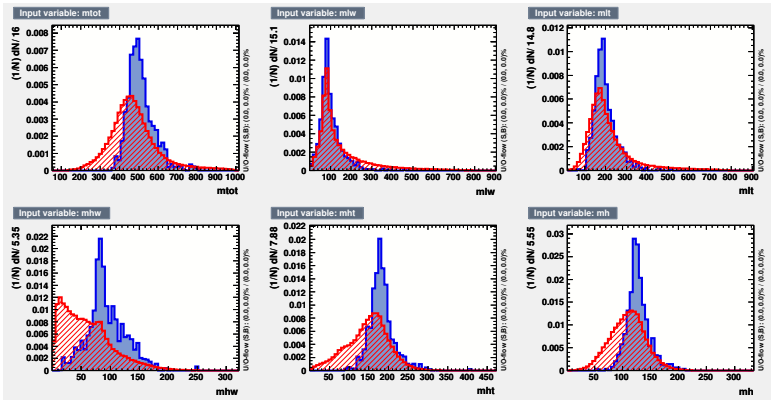 Input variable: mtot
(1/N) dN/ 16
0.008
0.007
0.006
0.005
0.004
0.003
0.002
0.001
0
100 200 300 400 500 600 700 800 900 1000
mtot
U/O-flow (S,B): (0.0, 0.0)% / (0.0, 0.0)%
Input variable: mlw
(1/N) dN/ 15.1
0.014
0.012
0.01
0.008
0.006
0.004
0.002
0
100 200 300 400 500 600 700 800 900
mlw
U/O-flow (S,B): (0.0, 0.0)% / (0.0, 0.0)%
Input variable: mlt
(1/N) dN/ 14.8
0.012
0.01
0.008
0.006
0.004
0.002
0
100 200 300 400 500 600 700 800 900
mlt
U/O-flow (S,B): (0.0, 0.0)% / (0.0, 0.0)%
Input variable: mhw
(1/N) dN/ 5.35
0.022
0.02
0.018
0.016
0.014
0.012
0.01
0.008
0.006
0.004
0.002
0
50 100 150 200 250 300
mhw
U/O-flow (S,B): (0.0, 0.0)% / (0.0, 0.0)%
Input variable: mht
(1/N) dN/ 7.88
0.022
0.02
0.018
0.016
0.014
0.012
0.01
0.008
0.006
0.004
0.002
0
50 100 150 200 250 300 350 400 450
mht
U/O-flow (S,B): (0.0, 0.0)% / (0.0, 0.0)%
Input variable: mh
(1/N) dN/ 5.55
0.03
0.025
0.02
0.015
0.01
0.005
0
50 100 150 200 250 300
mh
U/O-flow (S,B): (0.0, 0.0)% / (0.0, 0.0)%